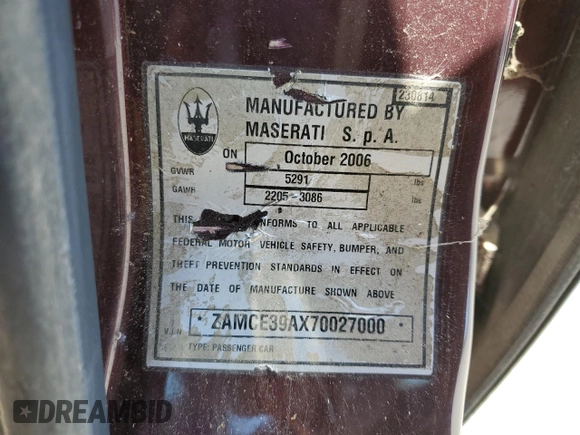 230814
MASERATI
MANUFACTURED BY
MASERATI S. p. A.
ON October 2006
GVWR 5291 lbs
GAWR 2205 - 3086 lbs
THIS CONFORMS TO ALL APPLICABLE
FEDERAL MOTOR VEHICLE SAFETY, BUMPER, AND
THEFT PREVENTION STANDARDS IN EFFECT ON
THE DATE OF MANUFACTURE SHOWN ABOVE
V.I.N. • ZAMCE39AX70027000 •
TYPE: PASSENGER CAR
DREAMBID